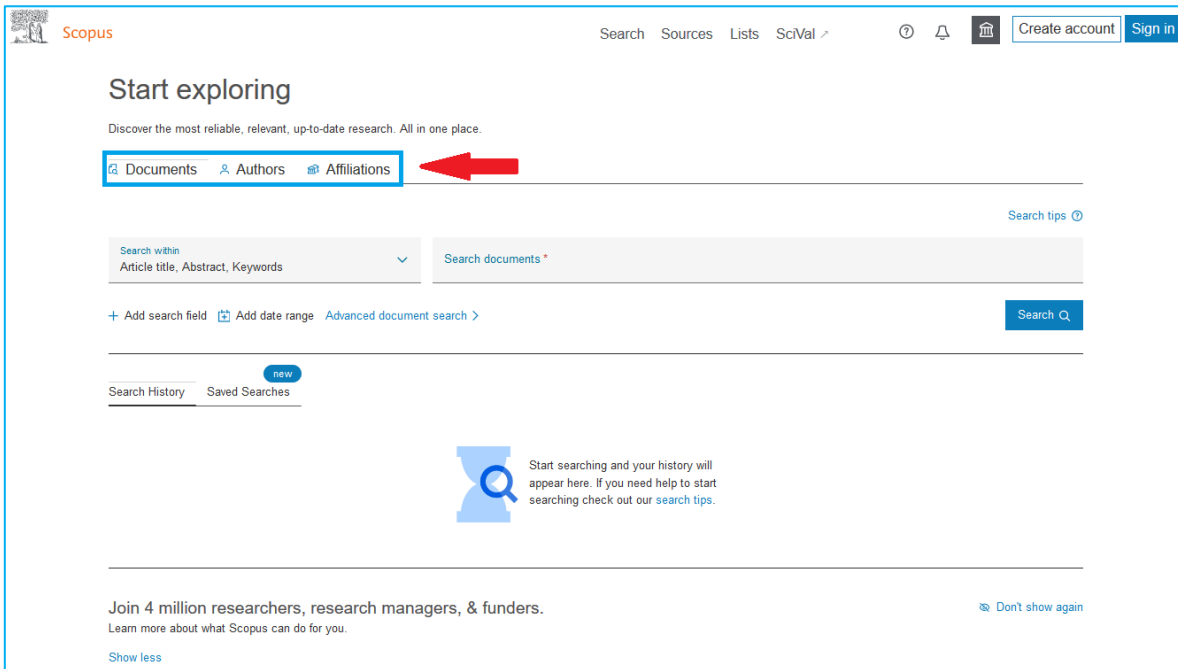 Scopus
Search Sources Lists SciVal ↗
Create account Sign in
Start exploring
Discover the most reliable, relevant, up-to-date research. All in one place.
Documents Authors Affiliations
Search tips
Search within
Article title, Abstract, Keywords
Search documents *
+ Add search field Add date range Advanced document search >
Search
new
Search History Saved Searches
Start searching and your history will
appear here. If you need help to start
searching check out our search tips.
Join 4 million researchers, research managers, & funders.
Don't show again
Learn more about what Scopus can do for you.
Show less